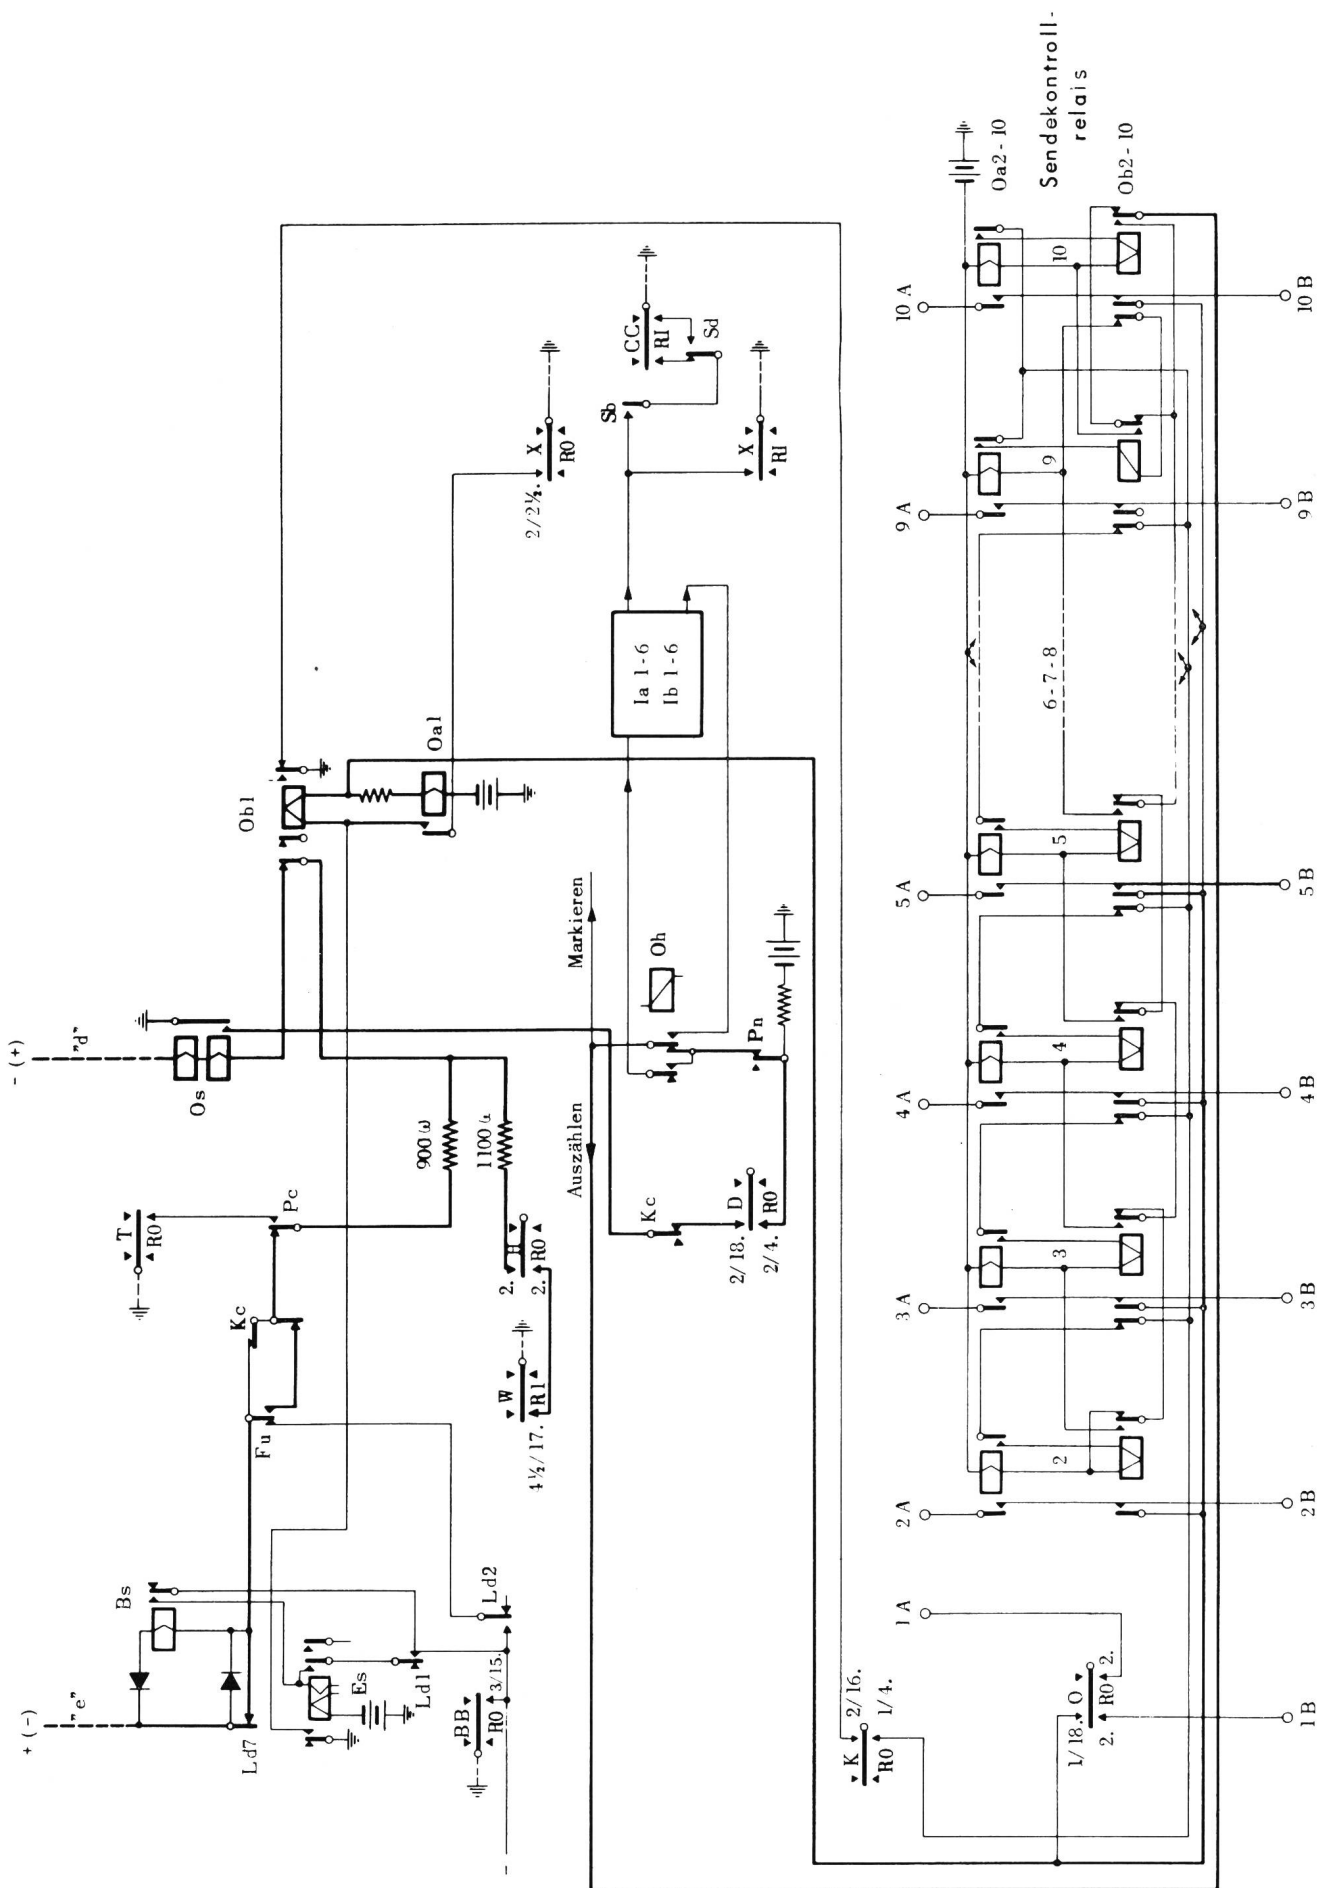 - (+)
"d"
+ (-)
"e"
Sendekontroll-
relais
Os
Ob1
Oa1
T
R0
Pc
Kc
Fu
Bs
Ld7
Es
Ld1
Ld2
BB
R0
3/15.
900 ω
1100
2.
H
R0
2.
W
R1
4½/17.
Auszählen
Markieren
Kc
Oh
Pn
D
R0
2/18.
2/4.
Ia 1-6
Ib 1-6
Sb
CC
RI
Sd
X
R0
2/2½.
X
RI
K
R0
2/16.
1/4.
O
R0
1/18.
2.
2.
Oa2-10
Ob2-10
1 A
2 A
3 A
4 A
5 A
9 A
10 A
2
3
4
5
6-7-8
9
10
1 B
2 B
3 B
4 B
5 B
9 B
10 B